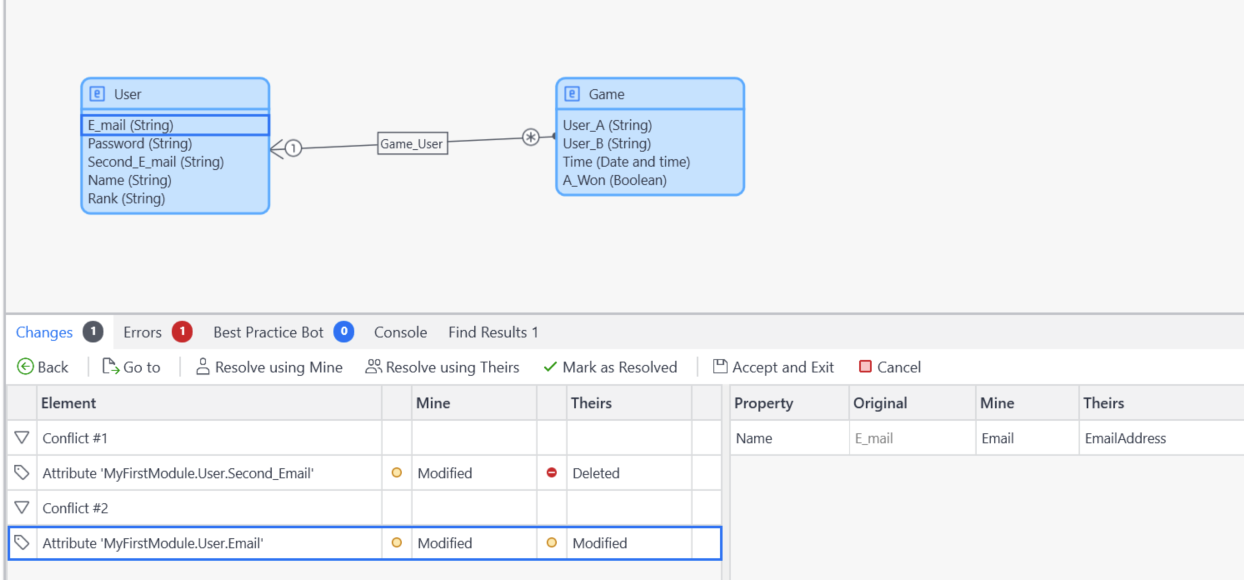 User
E_mail (String)
Password (String)
Second_E_mail (String)
Name (String)
Rank (String)
1
Game_User
*
Game
User_A (String)
User_B (String)
Time (Date and time)
A_Won (Boolean)
Changes 1 Errors 1 Best Practice Bot 0 Console Find Results 1
Back Go to Resolve using Mine Resolve using Theirs Mark as Resolved Accept and Exit Cancel
Element Mine Theirs
Conflict #1
Attribute 'MyFirstModule.User.Second_Email' Modified Deleted
Conflict #2
Attribute 'MyFirstModule.User.Email' Modified Modified
Property Original Mine Theirs
Name E_mail Email EmailAddress